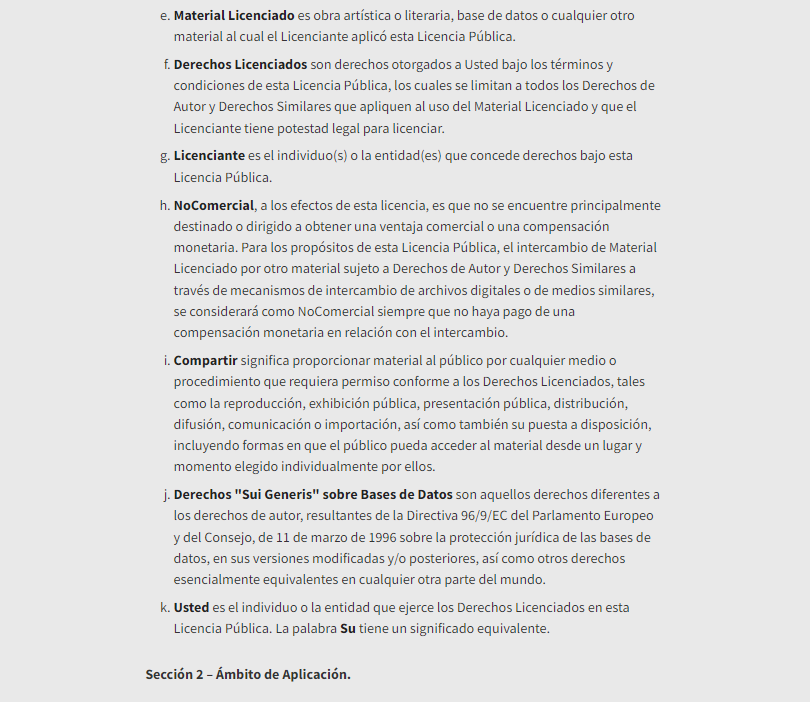 e. Material Licenciado es obra artística o literaria, base de datos o cualquier otro
material al cual el Licenciante aplicó esta Licencia Pública.
f. Derechos Licenciados son derechos otorgados a Usted bajo los términos y
condiciones de esta Licencia Pública, los cuales se limitan a todos los Derechos de
Autor y Derechos Similares que apliquen al uso del Material Licenciado y que el
Licenciante tiene potestad legal para licenciar.
g. Licenciante es el individuo(s) o la entidad(es) que concede derechos bajo esta
Licencia Pública.
h. NoComercial, a los efectos de esta licencia, es que no se encuentre principalmente
destinado o dirigido a obtener una ventaja comercial o una compensación
monetaria. Para los propósitos de esta Licencia Pública, el intercambio de Material
Licenciado por otro material sujeto a Derechos de Autor y Derechos Similares a
través de mecanismos de intercambio de archivos digitales o de medios similares,
se considerará como NoComercial siempre que no haya pago de una
compensación monetaria en relación con el intercambio.
i. Compartir significa proporcionar material al público por cualquier medio o
procedimiento que requiera permiso conforme a los Derechos Licenciados, tales
como la reproducción, exhibición pública, presentación pública, distribución,
difusión, comunicación o importación, así como también su puesta a disposición,
incluyendo formas en que el público pueda acceder al material desde un lugar y
momento elegido individualmente por ellos.
j. Derechos "Sui Generis" sobre Bases de Datos son aquellos derechos diferentes a
los derechos de autor, resultantes de la Directiva 96/9/EC del Parlamento Europeo
y del Consejo, de 11 de marzo de 1996 sobre la protección jurídica de las bases de
datos, en sus versiones modificadas y/o posteriores, así como otros derechos
esencialmente equivalentes en cualquier otra parte del mundo.
k. Usted es el individuo o la entidad que ejerce los Derechos Licenciados en esta
Licencia Pública. La palabra Su tiene un significado equivalente.
Sección 2 – Ámbito de Aplicación.